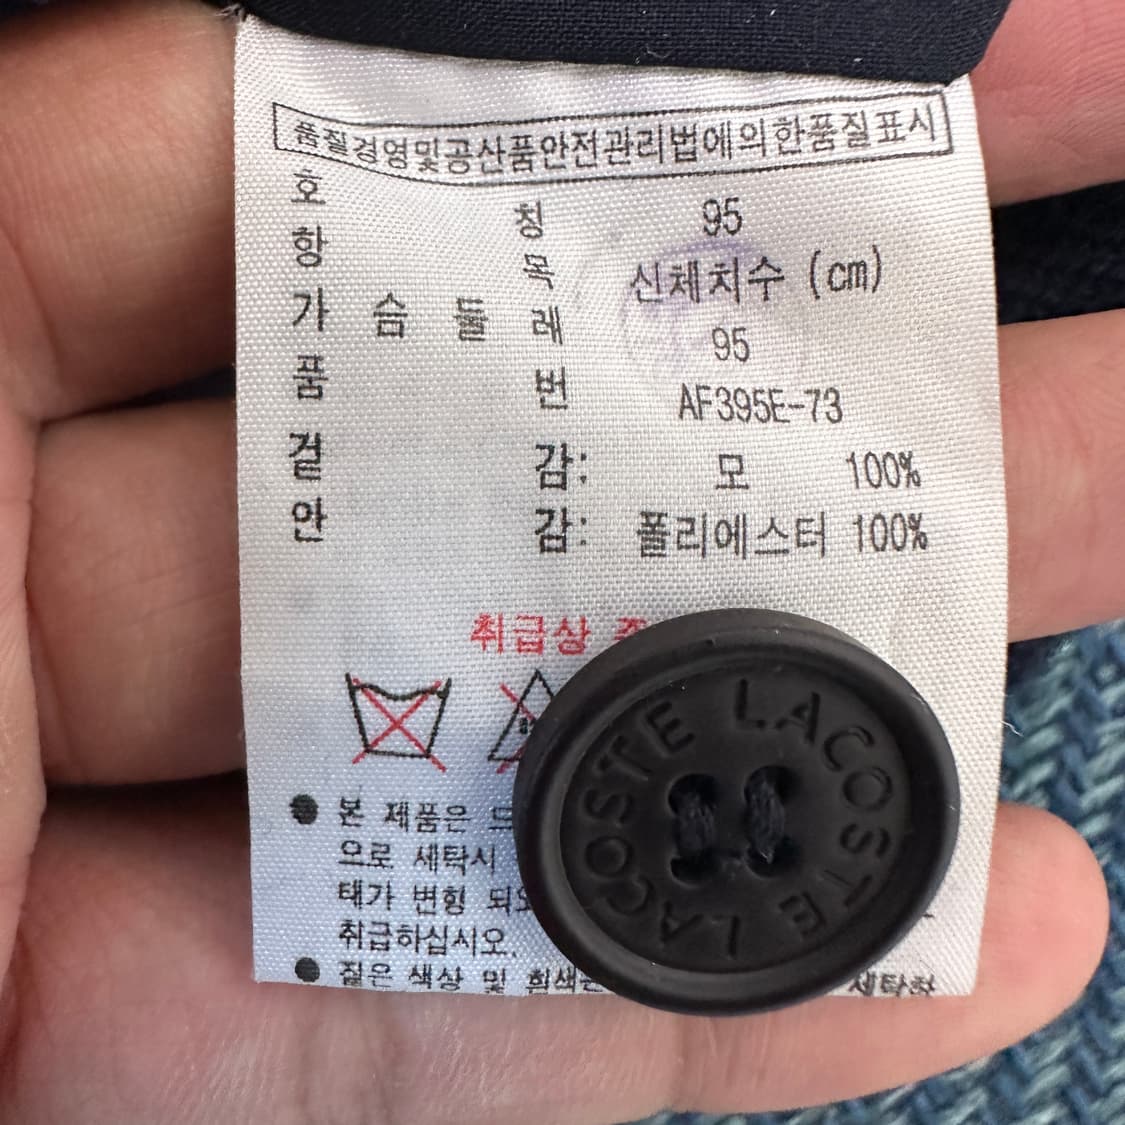 품질경영및공산품안전관리법에의한품질표시
호 칭 95
항 목 신체치수 (cm)
가 슴 둘 레 95
품 번 AF395E-73
겉 감: 모 100%
안 감: 폴리에스터 100%
취급상
● 본 제품은
으로 세탁시
태가 변형
취급하십시오.
● 짙은 색상 및 흰색
LACOSTE LACOSTE